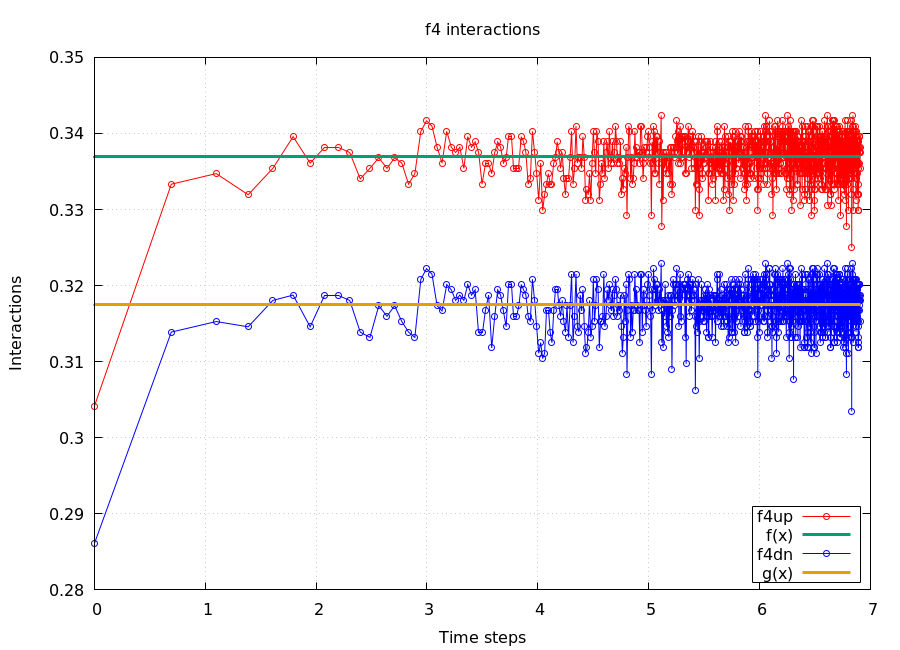 f4 interactions
0.35
0.34
0.33
0.32
0.31
0.3
0.29
0.28
Interactions
0 1 2 3 4 5 6 7
Time steps
f4up
f(x)
f4dn
g(x)